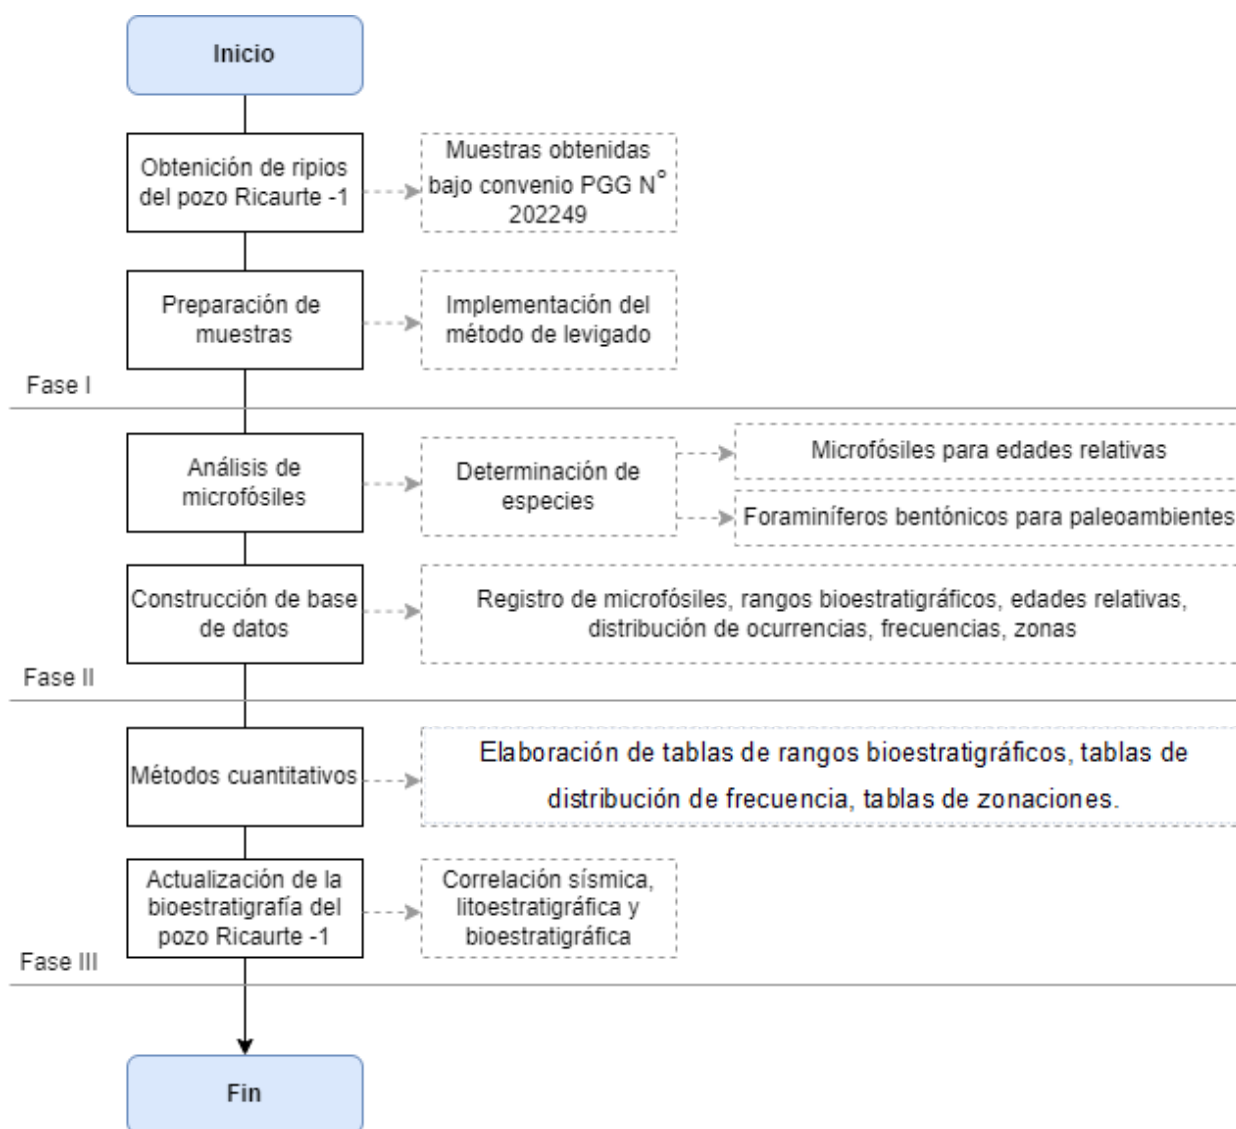 Inicio
Obtenición de ripios
del pozo Ricaurte -1
Muestras obtenidas
bajo convenio PGG N°
202249
Preparación de
muestras
Implementación del
método de levigado
Fase I
Análisis de
microfósiles
Determinación de
especies
Microfósiles para edades relativas
Foraminíferos bentónicos para paleoambientes
Construcción de base
de datos
Registro de microfósiles, rangos bioestratigráficos, edades relativas,
distribución de ocurrencias, frecuencias, zonas
Fase II
Métodos cuantitativos
Elaboración de tablas de rangos bioestratigráficos, tablas de
distribución de frecuencia, tablas de zonaciones.
Actualización de la
bioestratigrafía del
pozo Ricaurte -1
Correlación sísmica,
litoestratigráfica y
bioestratigráfica
Fase III
Fin